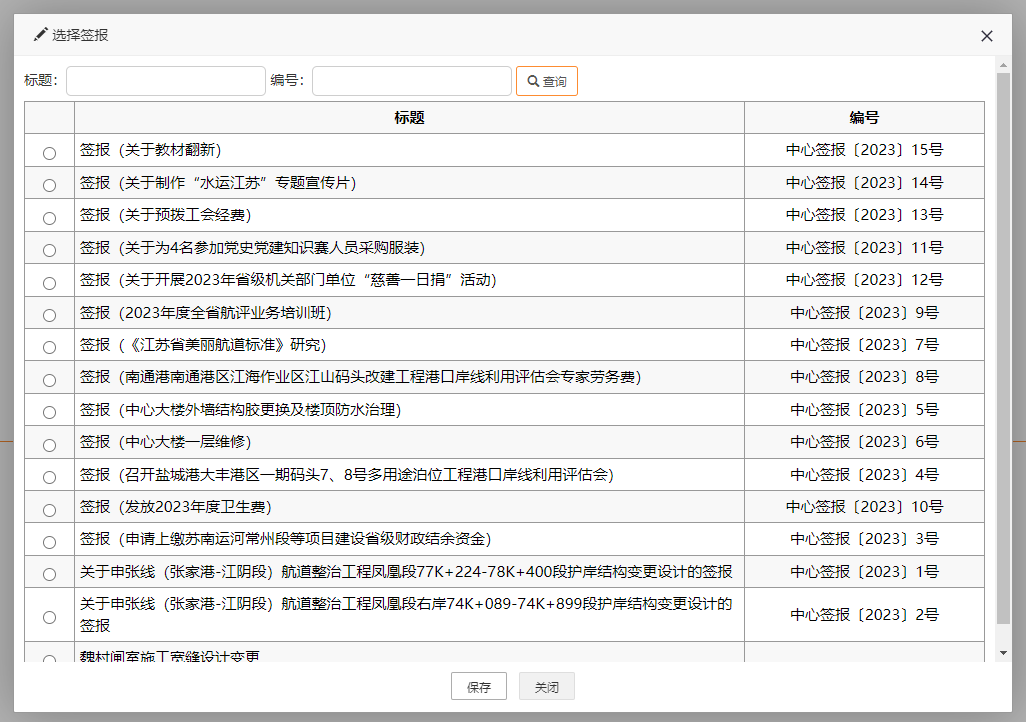 选择签报
标题： 编号： 查询
标题 编号
签报（关于教材翻新） 中心签报〔2023〕15号
签报（关于制作“水运江苏”专题宣传片） 中心签报〔2023〕14号
签报（关于预拨工会经费） 中心签报〔2023〕13号
签报（关于为4名参加党史党建知识赛人员采购服装） 中心签报〔2023〕11号
签报（关于开展2023年省级机关部门单位“慈善一日捐”活动） 中心签报〔2023〕12号
签报（2023年度全省航评业务培训班） 中心签报〔2023〕9号
签报（《江苏省美丽航道标准》研究） 中心签报〔2023〕7号
签报（南通港南通港区江海作业区江山码头改建工程港口岸线利用评估会专家劳务费） 中心签报〔2023〕8号
签报（中心大楼外墙结构胶更换及楼顶防水治理） 中心签报〔2023〕5号
签报（中心大楼一层维修） 中心签报〔2023〕6号
签报（召开盐城港大丰港区一期码头7、8号多用途泊位工程港口岸线利用评估会） 中心签报〔2023〕4号
签报（发放2023年度卫生费） 中心签报〔2023〕10号
签报（申请上缴苏南运河常州段等项目建设省级财政结余资金） 中心签报〔2023〕3号
关于申张线（张家港-江阴段）航道整治工程凤凰段77K+224-78K+400段护岸结构变更设计的签报 中心签报〔2023〕1号
关于申张线（张家港-江阴段）航道整治工程凤凰段右岸74K+089-74K+899段护岸结构变更设计的
签报 中心签报〔2023〕2号
魏村闸室施工宽缝设计变更
保存 关闭